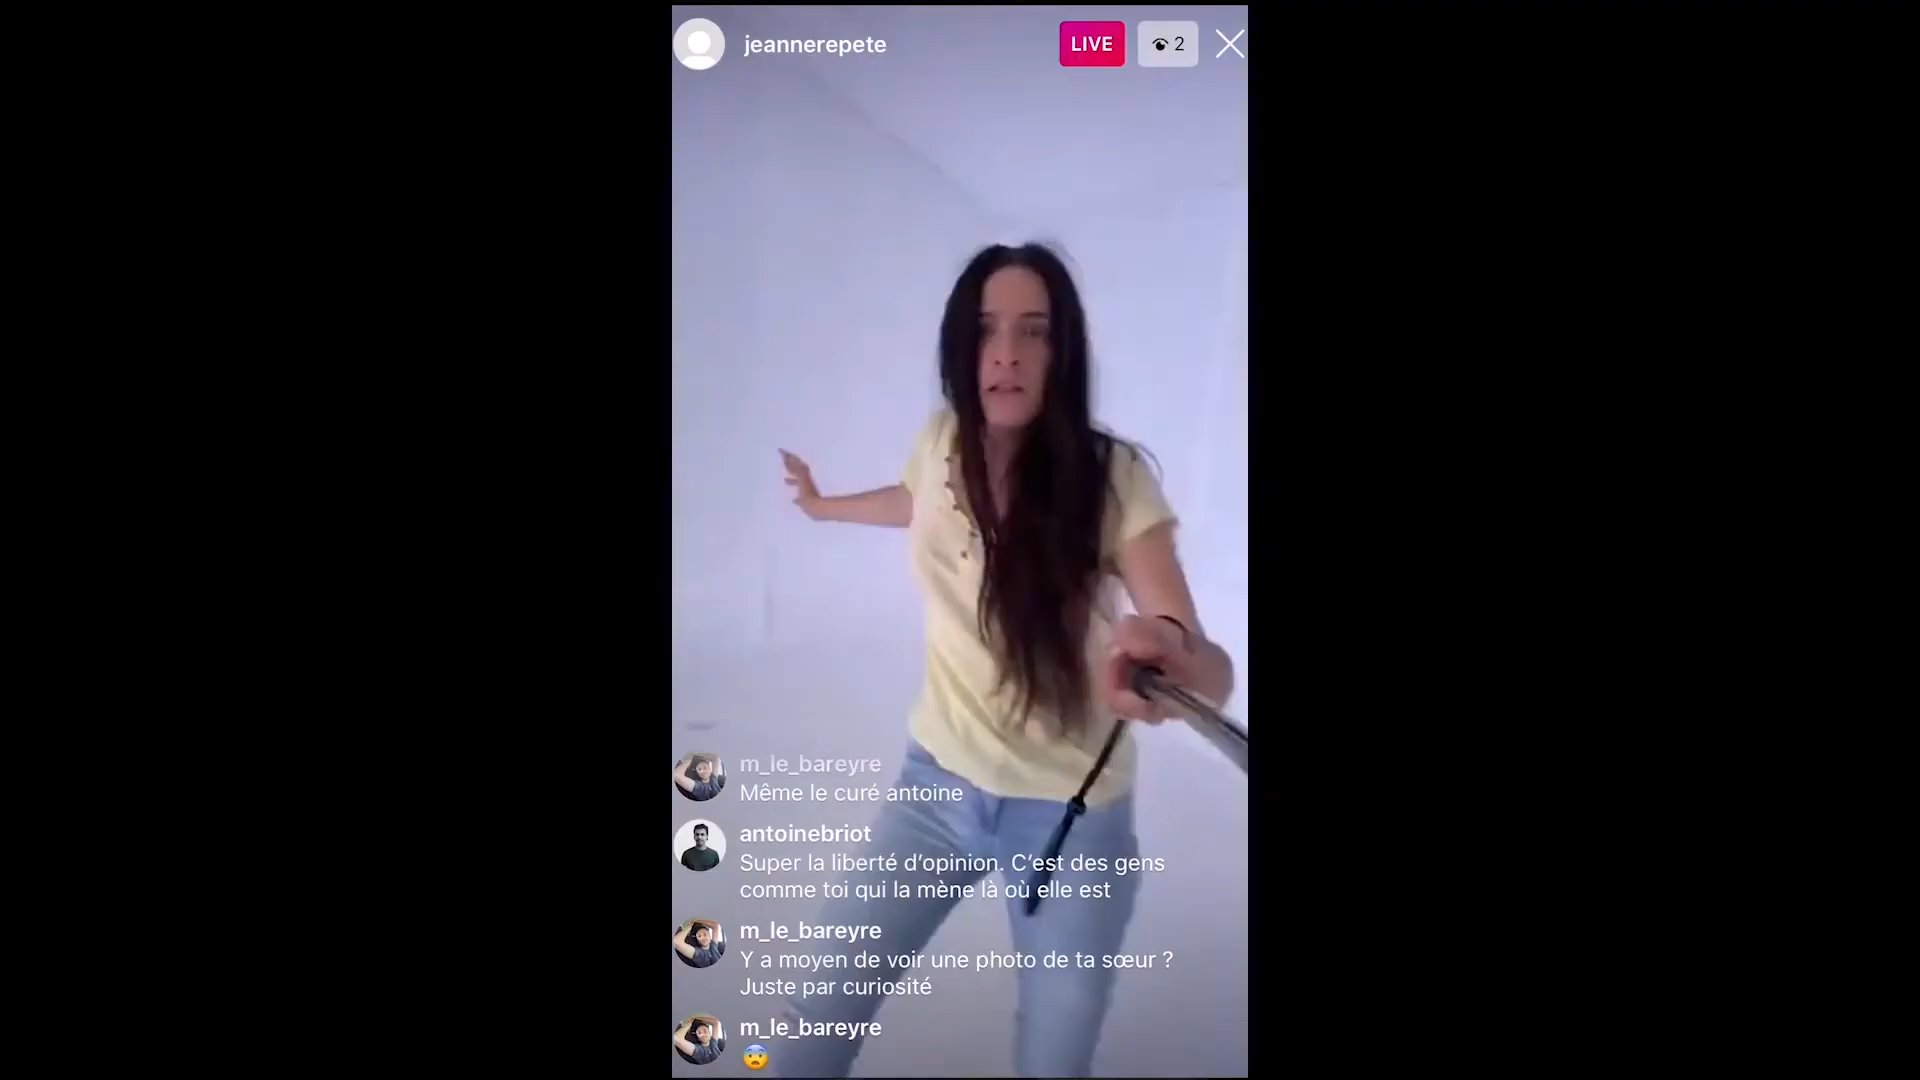 jeannerepete
LIVE
2
m_le_bareyre
Même le curé antoine
antoinebriot
Super la liberté d’opinion. C’est des gens
comme toi qui la mène là où elle est
m_le_bareyre
Y a moyen de voir une photo de ta sœur ?
Juste par curiosité
m_le_bareyre
😨